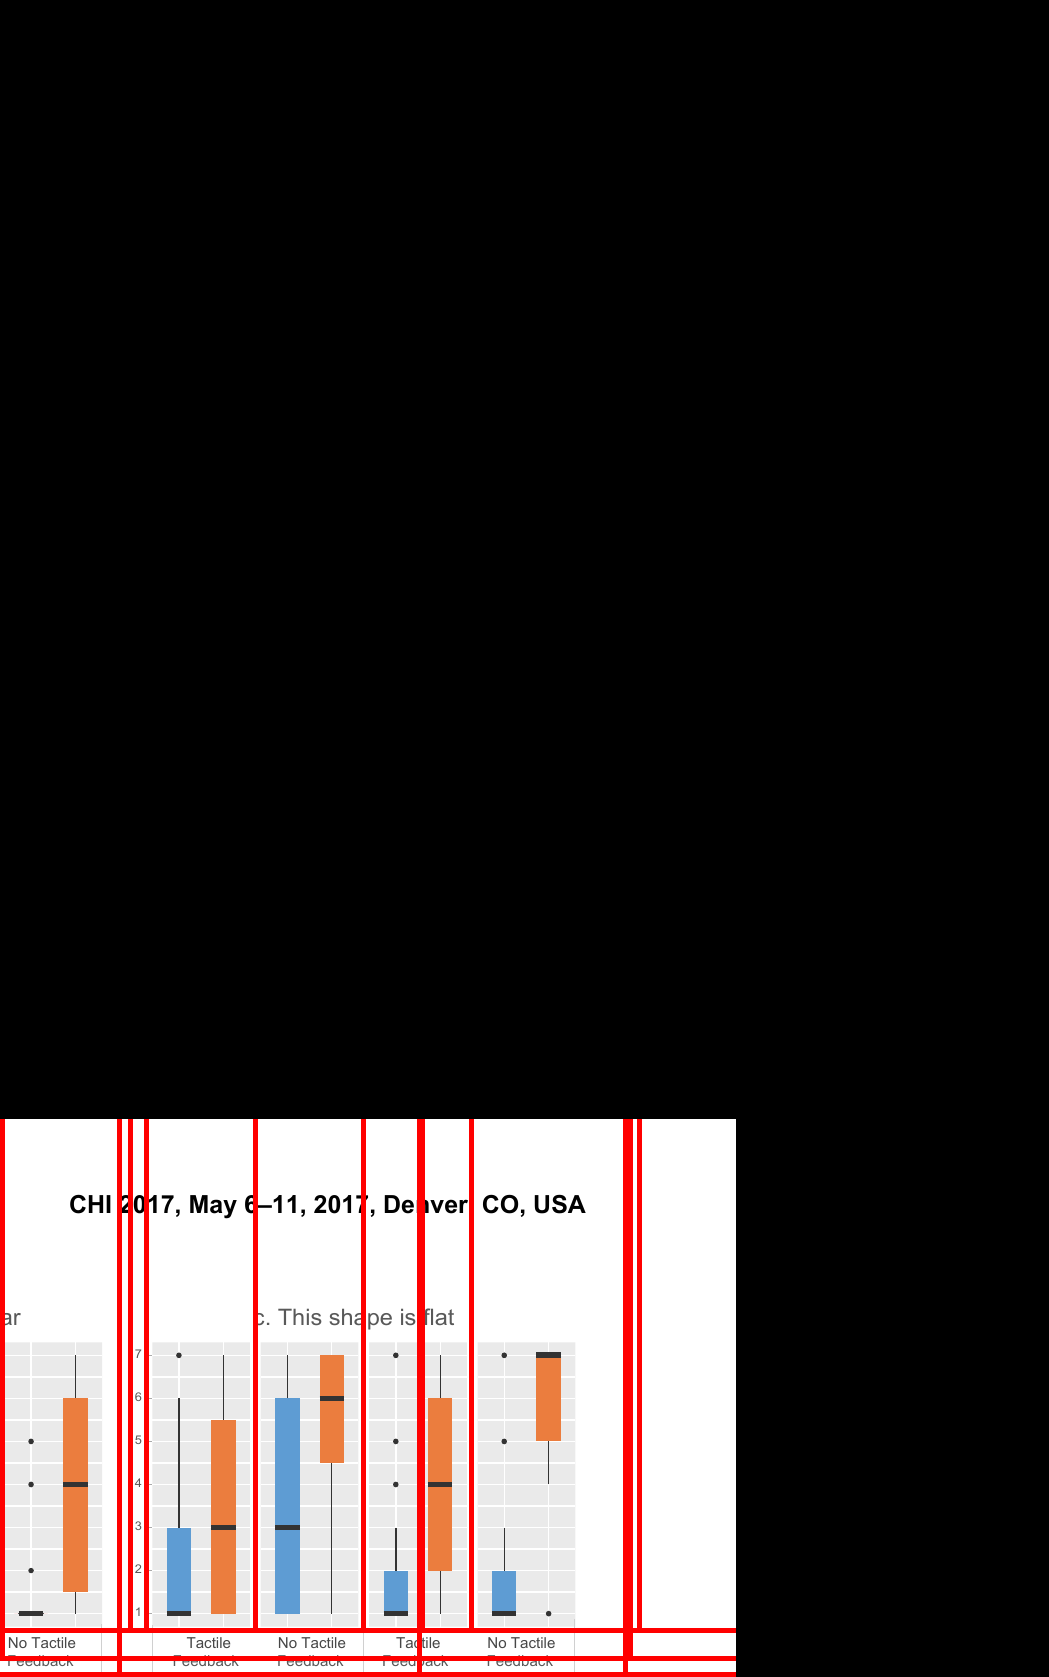 CHI 2017, May 6–11, 2017, Denver, CO, USA
ar
c. This shape is flat
7
6
5
4
3
2
1
No Tactile Feedback
Tactile Feedback
No Tactile Feedback
Tactile Feedback
No Tactile Feedback